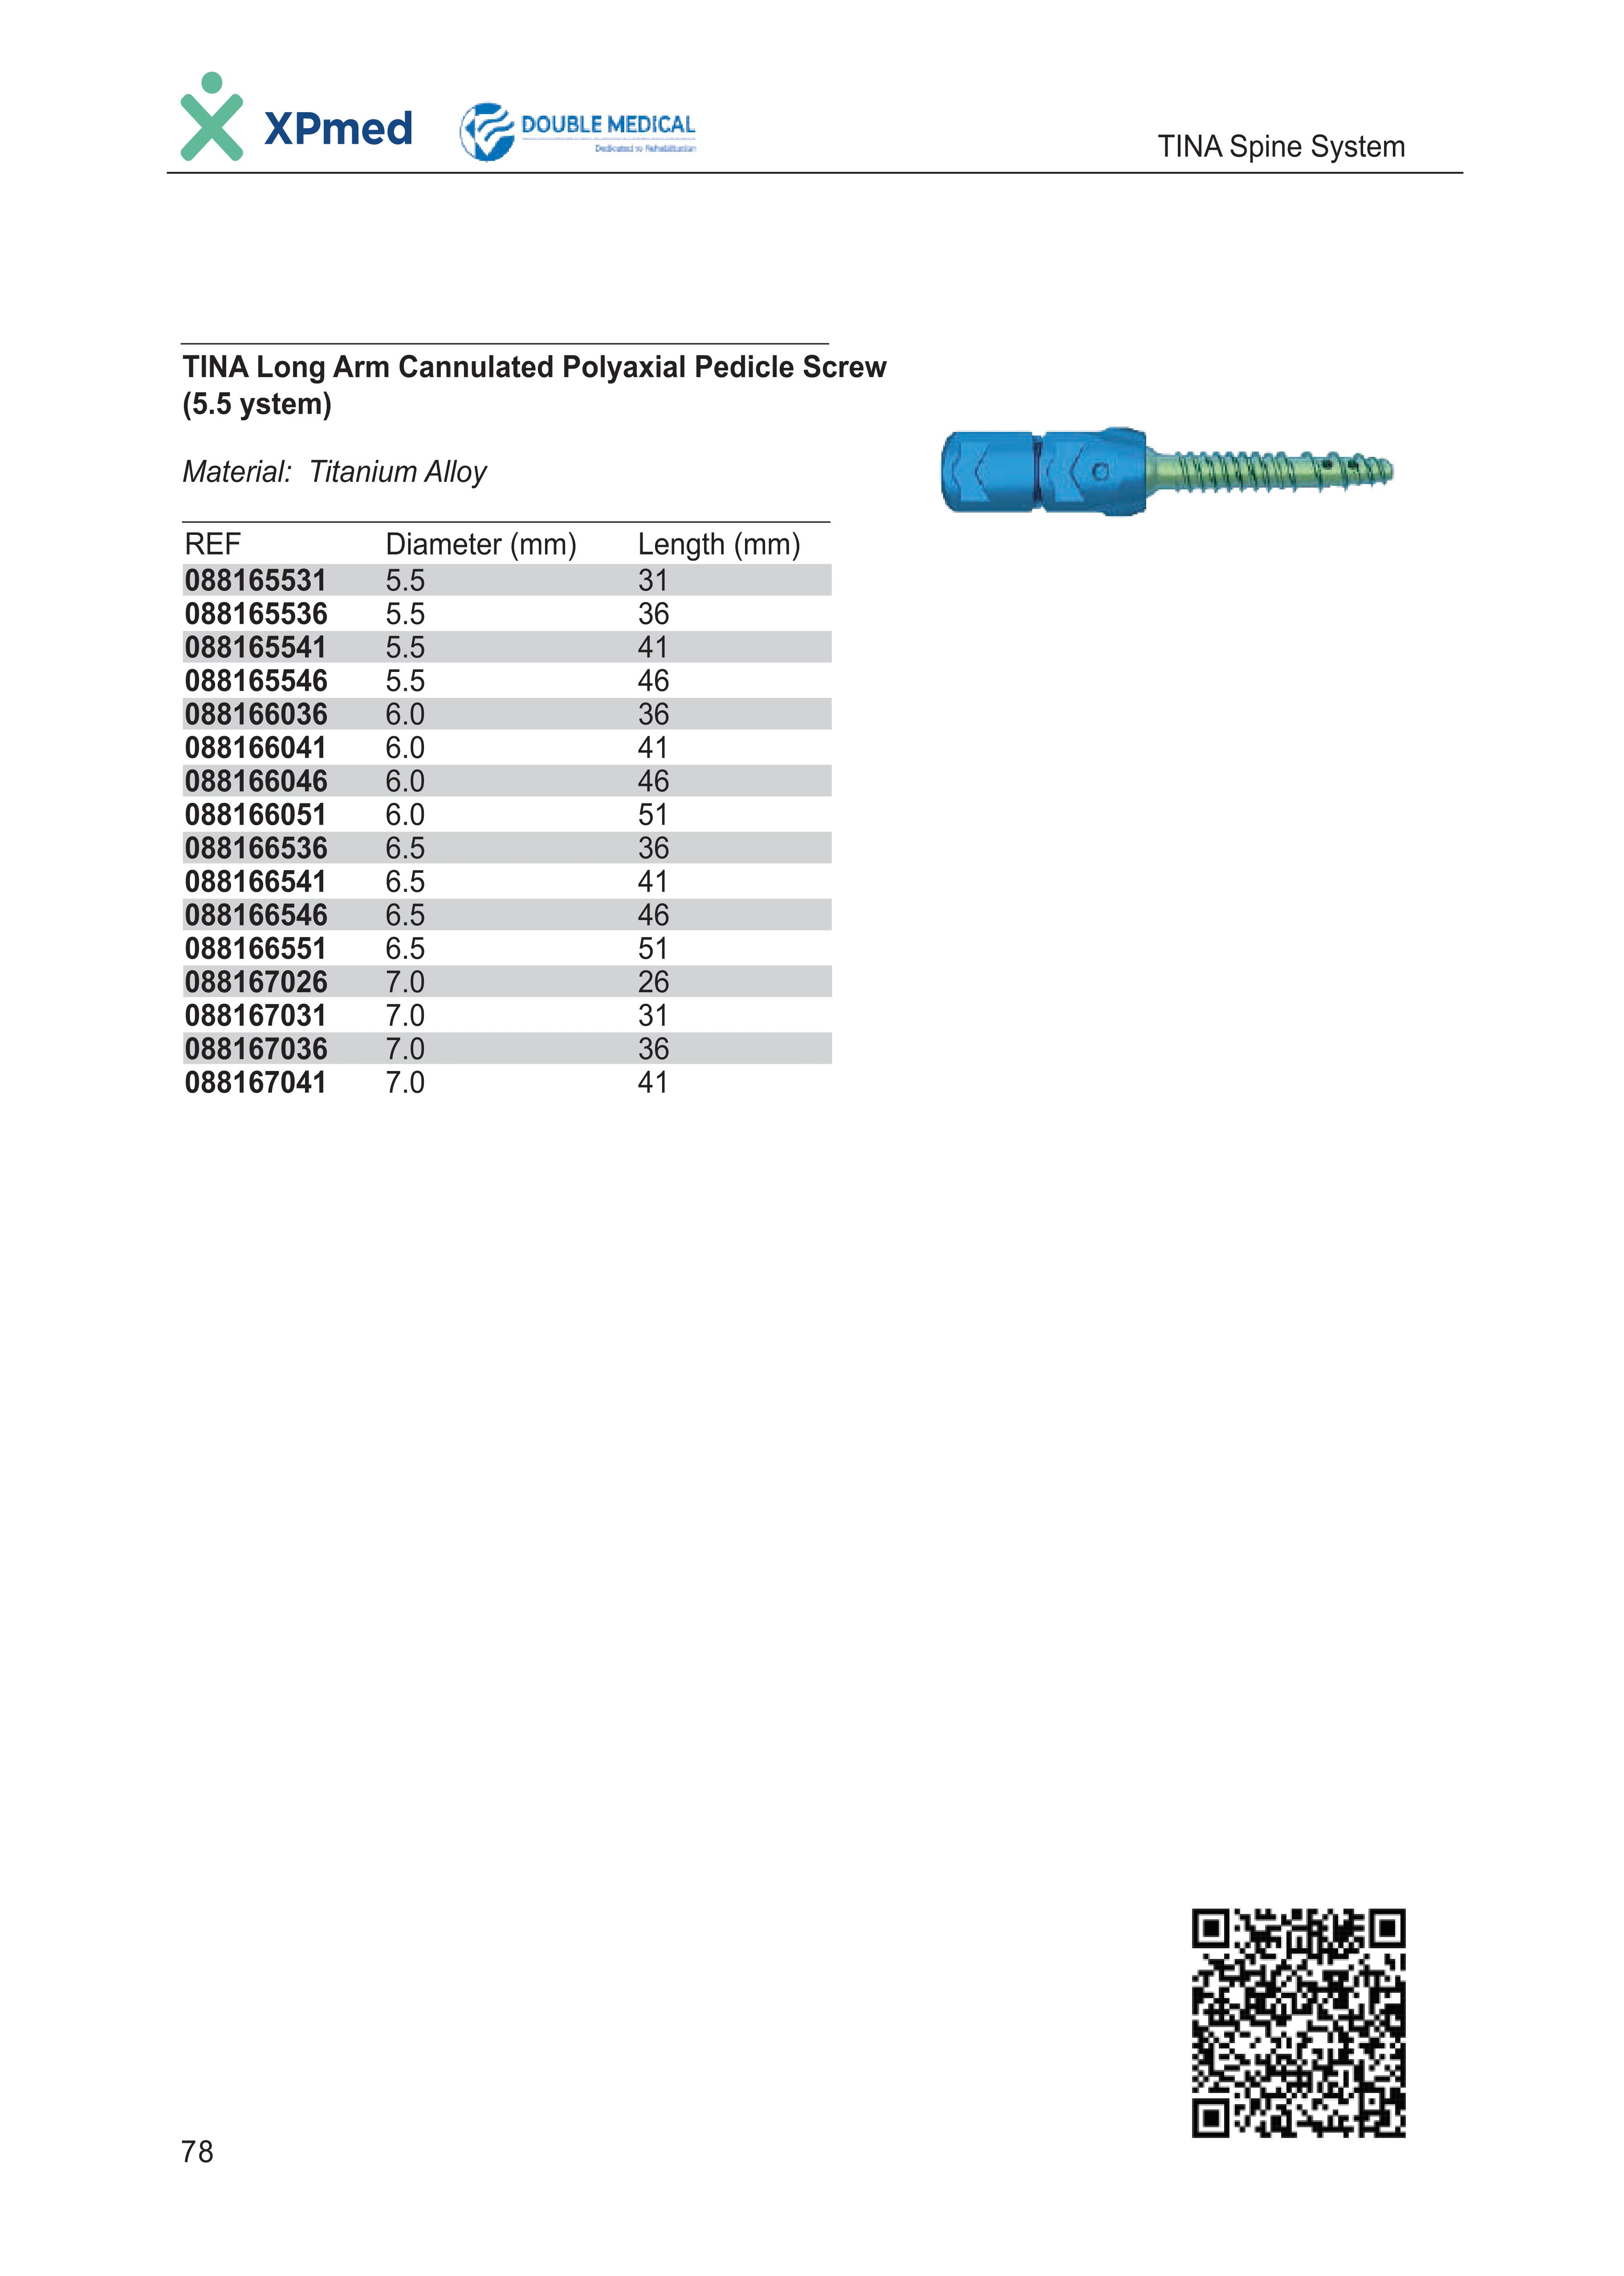 XPmed
DOUBLE MEDICAL
Dedicated to Rehabilitation
TINA Spine System
TINA Long Arm Cannulated Polyaxial Pedicle Screw
(5.5 ystem)
Material: Titanium Alloy
REF Diameter (mm) Length (mm)
088165531 5.5 31
088165536 5.5 36
088165541 5.5 41
088165546 5.5 46
088166036 6.0 36
088166041 6.0 41
088166046 6.0 46
088166051 6.0 51
088166536 6.5 36
088166541 6.5 41
088166546 6.5 46
088166551 6.5 51
088167026 7.0 26
088167031 7.0 31
088167036 7.0 36
088167041 7.0 41
78